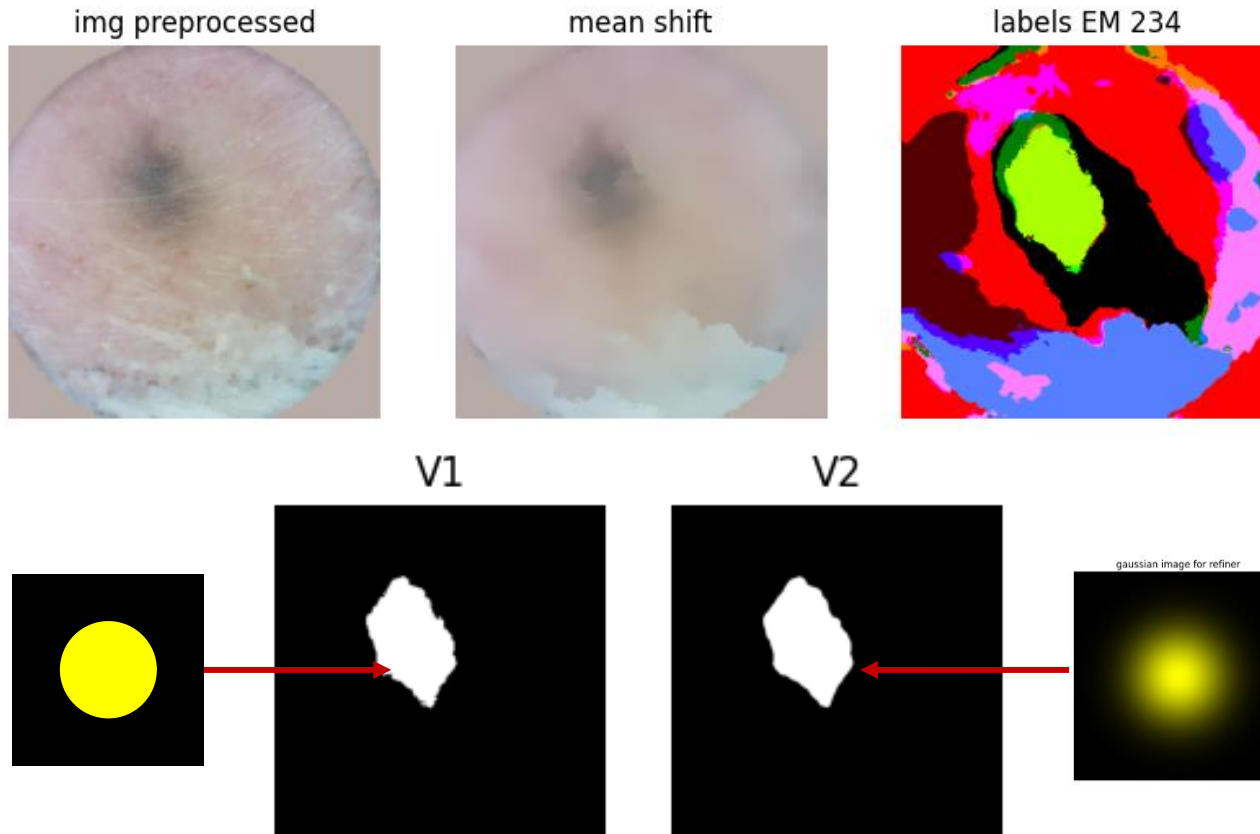 img preprocessed
mean shift
labels EM 234
V1
V2
gaussian image for refiner